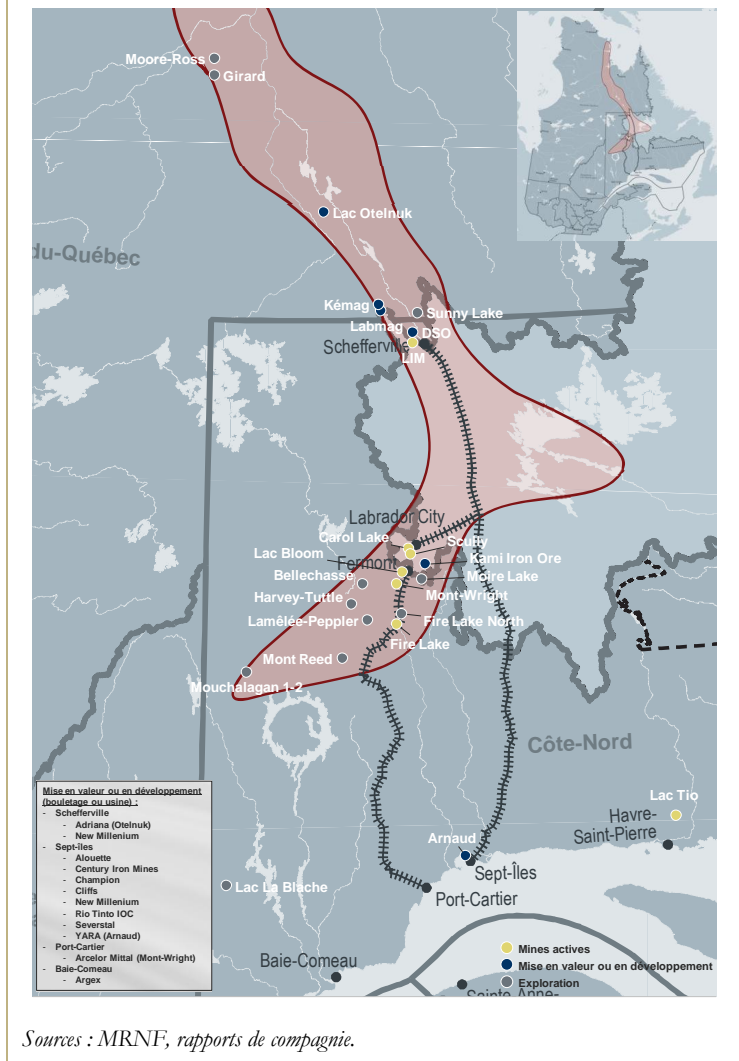 Moore-Ross
Girard
Lac Otelnuk
du-Québec
Kémag
Sunny Lake
Labmag
DSO
Schefferville
LIM
Labrador City
Carol Lake
Scully
Lac Bloom
Fermont
Kami Iron Ore
Bellechasse
Moire Lake
Harvey-Tuttle
Mont-Wright
Lamêlée-Peppler
Fire Lake North
Fire Lake
Mont Reed
Mouchalagan 1-2
Côte-Nord
Mise en valeur ou en développement
(bouletage ou usine) :
- Schefferville
- Adriana (Otelnuk)
- New Millenium
- Sept-îles
- Alouette
- Century Iron Mines
- Champion
- Cliffs
- New Millenium
- Rio Tinto IOC
- Severstal
- YARA (Arnaud)
- Port-Cartier
- Arcelor Mittal (Mont-Wright)
- Baie-Comeau
- Argex
Lac Tio
Havre-
Saint-Pierre
Arnaud
Sept-Îles
Lac La Blache
Port-Cartier
Baie-Comeau
Mines actives
Mise en valeur ou en développement
Exploration
Sainte-Anne-
Sources : MRNF, rapports de compagnie.